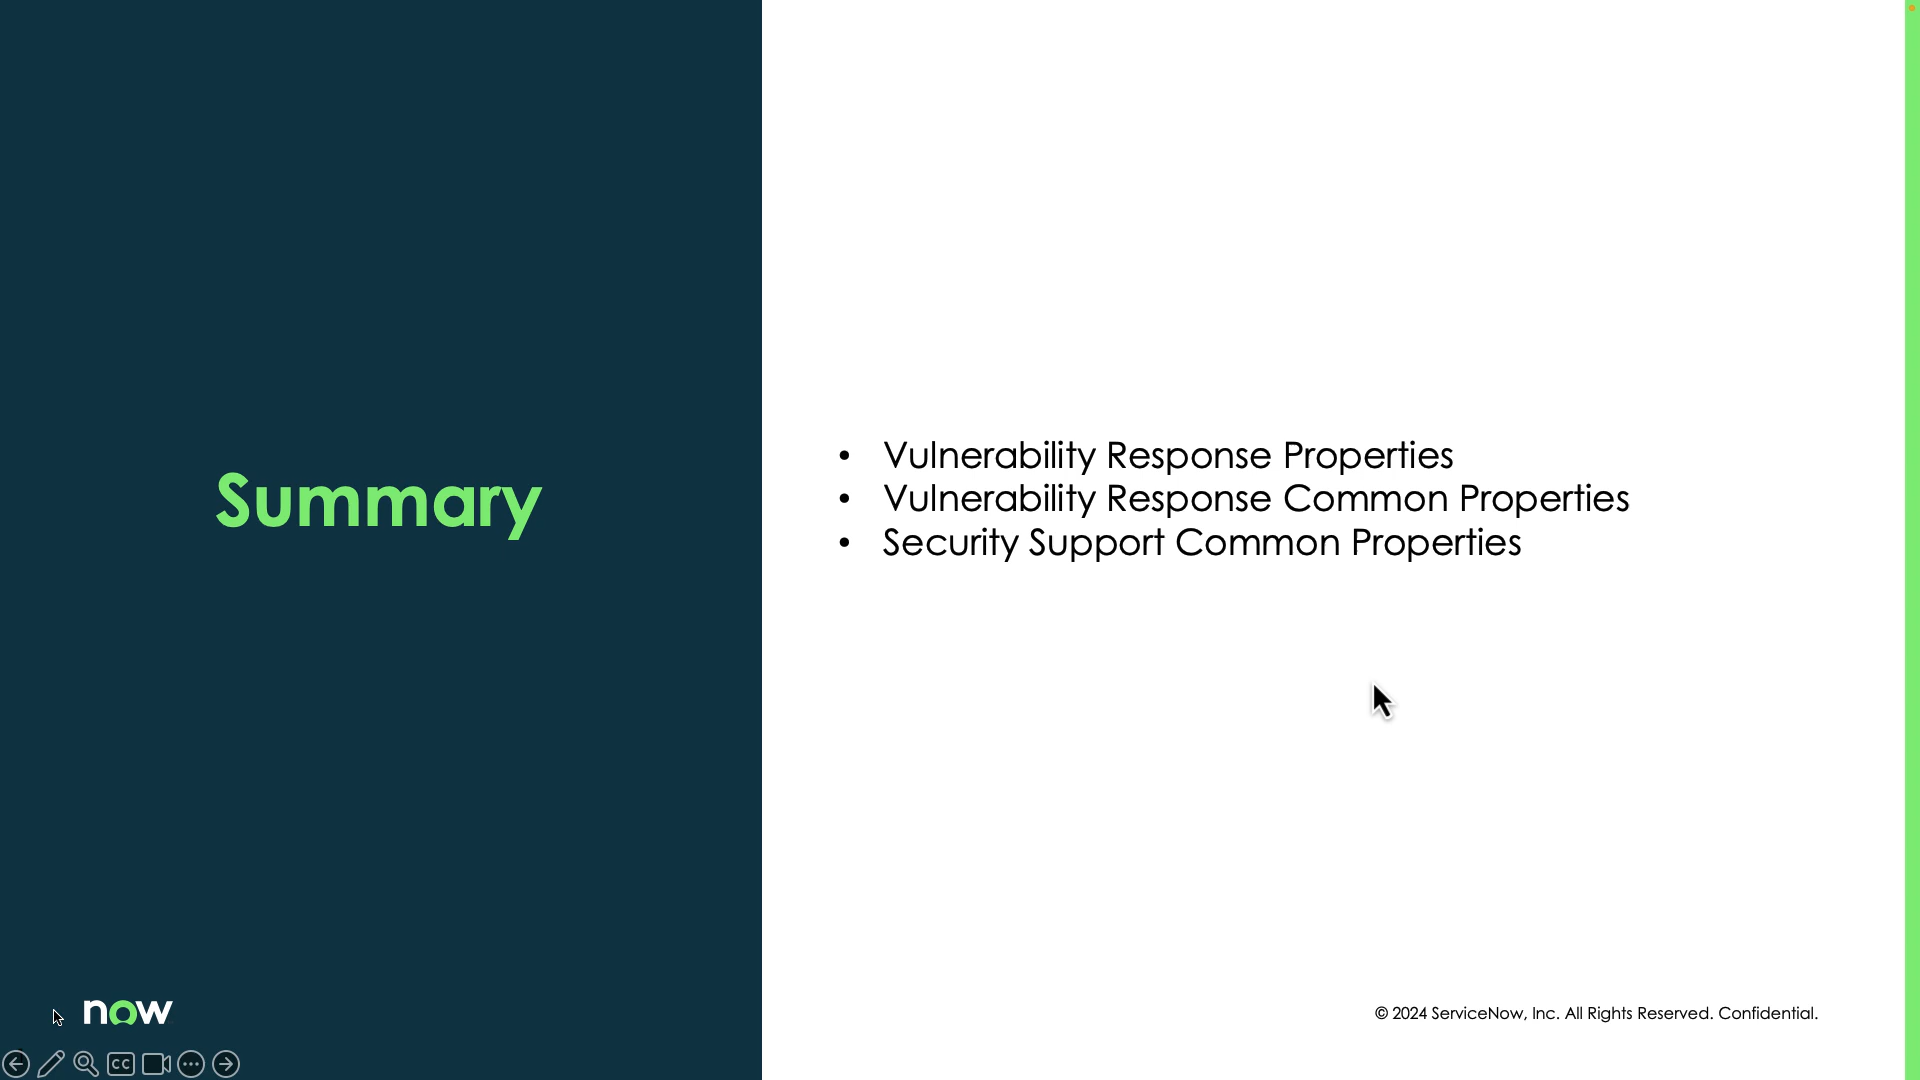 Summary
• Vulnerability Response Properties
• Vulnerability Response Common Properties
• Security Support Common Properties
now
© 2024 ServiceNow, Inc. All Rights Reserved. Confidential.
CC